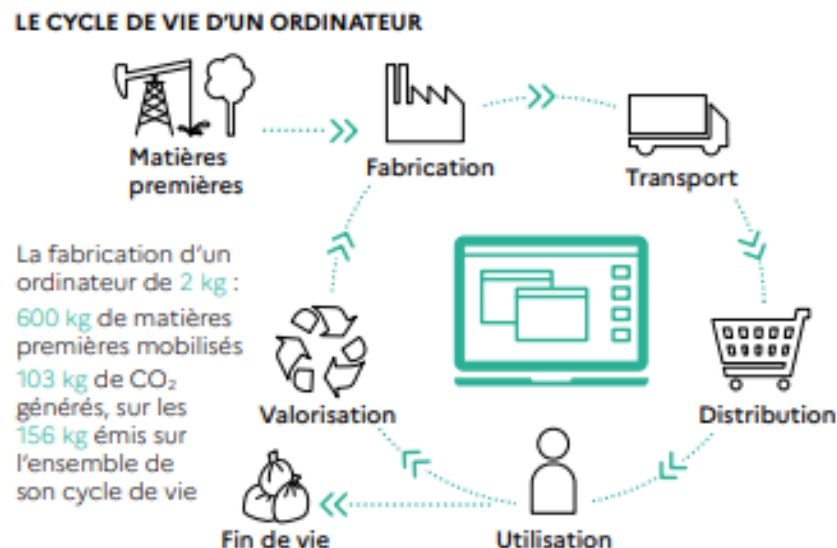 LE CYCLE DE VIE D'UN ORDINATEUR
Matières
premières
Fabrication
Transport
La fabrication d'un
ordinateur de 2 kg :
600 kg de matières
premières mobilisés
103 kg de CO₂
générés, sur les
156 kg émis sur
l'ensemble de
son cycle de vie
Valorisation
Distribution
Fin de vie
Utilisation